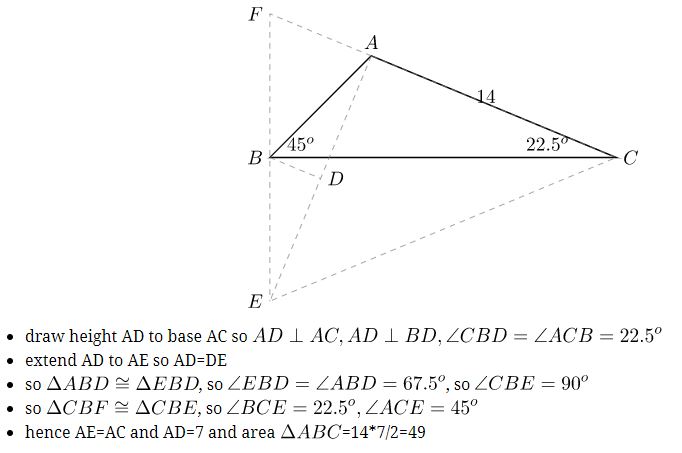 F
A
14
45°
22.5°
B
C
D
E
• draw height AD to base AC so AD ⊥ AC, AD ⊥ BD, ∠CBD = ∠ACB = 22.5°
• extend AD to AE so AD=DE
• so ΔABD ≅ ΔEBD, so ∠EBD = ∠ABD = 67.5°, so ∠CBE = 90°
• so ΔCBF ≅ ΔCBE, so ∠BCE = 22.5°, ∠ACE = 45°
• hence AE=AC and AD=7 and area ΔABC=14*7/2=49